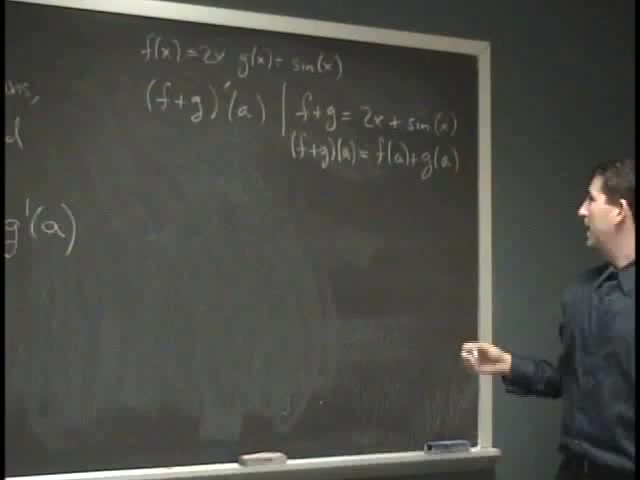 f(x) = 2x g(x) = sin(x)
(f+g)'(a) | f+g = 2x + sin(x)
(f+g)(a) = f(a)+g(a)
g'(a)